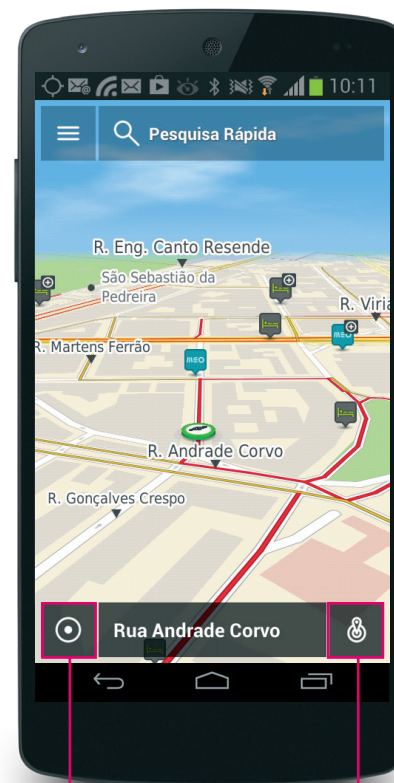 10:11
Pesquisa Rápida
R. Eng. Canto Resende
São Sebastião da
Pedreira
R. Viria
R. Martens Ferrão
MEO
MEO
R. Andrade Corvo
R. Gonçalves Crespo
Rua Andrade Corvo